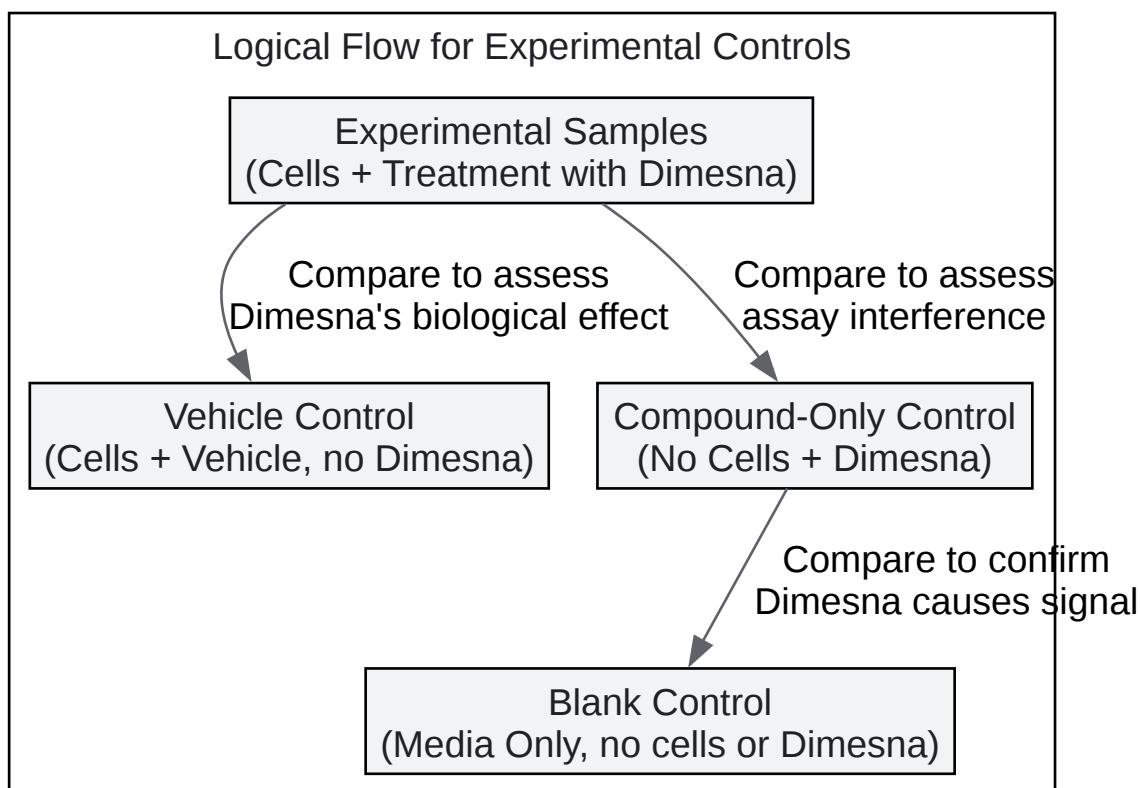 Logical Flow for Experimental Controls
Experimental Samples
(Cells + Treatment with Dimesna)
Compare to assess
Dimesna's biological effect
Compare to assess
assay interference
Vehicle Control
(Cells + Vehicle, no Dimesna)
Compound-Only Control
(No Cells + Dimesna)
Compare to confirm
Dimesna causes signal
Blank Control
(Media Only, no cells or Dimesna)